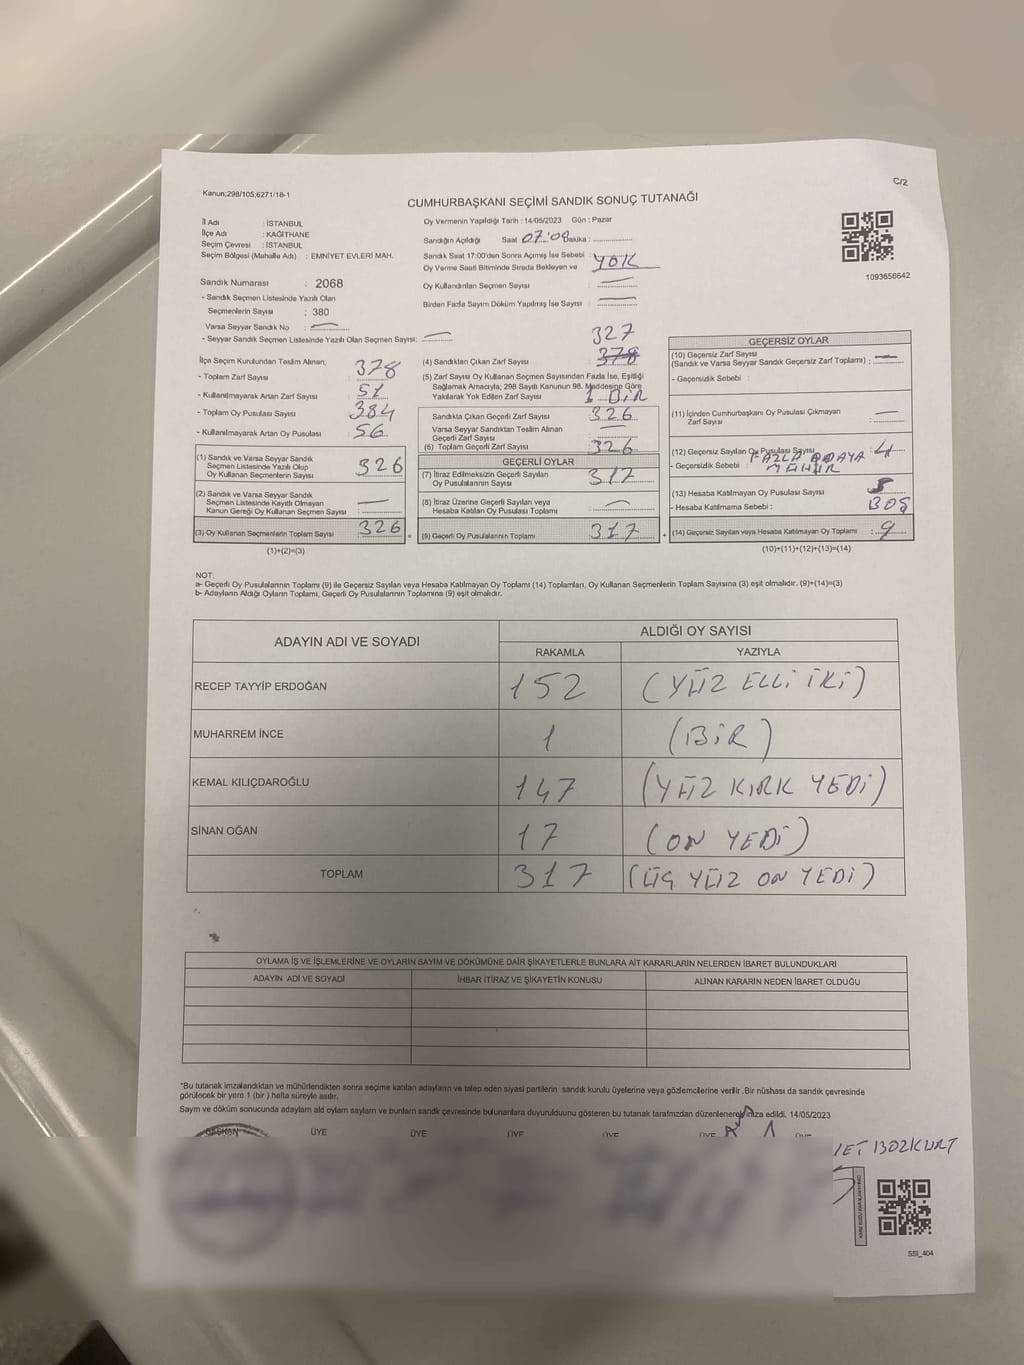 Kanun;298/105;6271/18-1
C/2
CUMHURBAŞKANI SEÇİMİ SANDIK SONUÇ TUTANAĞI
İl Adı : İSTANBUL
İlçe Adı : KAĞITHANE
Seçim Çevresi : İSTANBUL
Seçim Bölgesi (Mahalle Adı) : EMNİYET EVLERİ MAH.
Sandık Numarası : 2068
- Sandık Seçmen Listesinde Yazılı Olan
Seçmenlerin Sayısı : 380
Varsa Seyyar Sandık No : —
- Seyyar Sandık Seçmen Listesinde Yazılı Olan Seçmen Sayısı: —
Oy Vermenin Yapıldığı Tarih : 14/05/2023 Gün : Pazar
Sandığın Açıldığı Saat 07:08 Dakika : ..............
Sandık Saat 17:00'den Sonra Açımış İse Sebebi :
Oy Verme Saati Bitiminde Sırada Bekleyen ve YOK
Oy Kullandırılan Seçmen Sayısı : —
Birden Fazla Sayım Döküm Yapılmış İse Sayısı : —
1093656642
İlçe Seçim Kurulundan Teslim Alınan;
- Toplam Zarf Sayısı : 378
- Kullanılmayarak Artan Zarf Sayısı : 51
- Toplam Oy Pusulası Sayısı : 384
- Kullanılmayarak Artan Oy Pusulası : 56
(1) Sandık ve Varsa Seyyar Sandık
Seçmen Listesinde Yazılı Olup
Oy Kullanan Seçmenlerin Sayısı : 326
(2) Sandık ve Varsa Seyyar Sandık
Seçmen Listesinde Kayıtlı Olmayan
Kanun Gereği Oy Kullanan Seçmen Sayısı : —
(3) Oy Kullanan Seçmenlerin Toplam Sayısı : 326
(1)+(2)=(3)
327
(4) Sandıktan Çıkan Zarf Sayısı : 378
(5) Zarf Sayısı Oy Kullanan Seçmen Sayısından Fazla İse, Eşitliği
Sağlamak Amacıyla; 298 Sayılı Kanunun 98. Maddesine Göre
Yakılarak Yok Edilen Zarf Sayısı : 1 BİR
Sandıkta Çıkan Geçerli Zarf Sayısı : 326
Varsa Seyyar Sandıktan Teslim Alınan
Geçerli Zarf Sayısı : —
(6) Toplam Geçerli Zarf Sayısı : 326
GEÇERLİ OYLAR
(7) İtiraz Edilmeksizin Geçerli Sayılan
Oy Pusulalarının Sayısı : 317
(8) İtiraz Üzerine Geçerli Sayılan veya
Hesaba Katılan Oy Pusulası Toplamı : —
= (9) Geçerli Oy Pusulalarının Toplamı : 317
GEÇERSİZ OYLAR
(10) Geçersiz Zarf Sayısı
(Sandık ve Varsa Seyyar Sandık Geçersiz Zarf Toplamı) : —
- Geçersizlik Sebebi :
(11) İçinden Cumhurbaşkanı Oy Pusulası Çıkmayan
Zarf Sayısı : —
(12) Geçersiz Sayılan Oy Pusulası Sayısı : 4
- Geçersizlik Sebebi : FAZLA ADAYA MÜHÜR
(13) Hesaba Katılmayan Oy Pusulası Sayısı : 5
- Hesaba Katılmama Sebebi : BOŞ
+ (14) Geçersiz Sayılan veya Hesaba Katılmayan Oy Toplamı : 9
(10)+(11)+(12)+(13)=(14)
NOT:
a- Geçerli Oy Pusulalarının Toplamı (9) ile Geçersiz Sayılan veya Hesaba Katılmayan Oy Toplamı (14) Toplamları, Oy Kullanan Seçmenlerin Toplam Sayısına (3) eşit olmalıdır. (9)+(14)=(3)
b- Adayların Aldığı Oyların Toplamı, Geçerli Oy Pusulalarının Toplamına (9) eşit olmalıdır.
ADAYIN ADI VE SOYADI
ALDIĞI OY SAYISI
RAKAMLA YAZIYLA
RECEP TAYYİP ERDOĞAN 152 (YÜZ ELLİ İKİ)
MUHARREM İNCE 1 (BİR)
KEMAL KILIÇDAROĞLU 147 (YÜZ KIRK YEDİ)
SİNAN OĞAN 17 (ON YEDİ)
TOPLAM 317 (ÜÇ YÜZ ON YEDİ)
OYLAMA İŞ VE İŞLEMLERİNE VE OYLARIN SAYIM VE DÖKÜMÜNE DAİR ŞİKAYETLERLE BUNLARA AİT KARARLARIN NELERDEN İBARET BULUNDUKLARI
ADAYIN ADI VE SOYADI İHBAR İTİRAZ VE ŞİKAYETİN KONUSU ALINAN KARARIN NEDEN İBARET OLDUĞU
*Bu tutanak imzalandıktan ve mühürlendikten sonra seçime katılan adayların ve talep eden siyasi partilerin sandık kurulu üyelerine veya gözlemcilerine verilir .Bir nüshası da sandık çevresinde
görülecek bir yere 1 (bir ) hafta süreyle asılır.
Sayım ve döküm sonucunda adayların ald oyların sayların ve bunların sandk çevresinde bulunanlara duyurulduunu gösteren bu tutanak tarafmzdan düzenlenerek imza edildi. 14/05/2023
BAŞKAN ÜYE ÜYE ÜYE ÜYE ÜYE ÜYE
ET BOZKURT
SSI_404